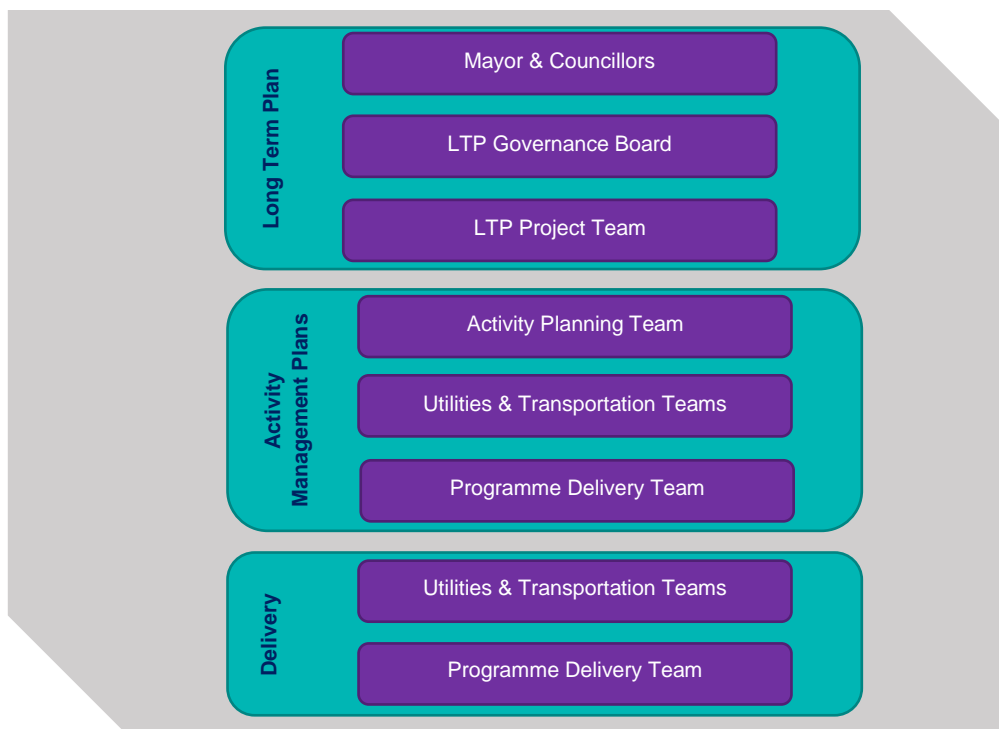 Long Term Plan
Mayor & Councillors
LTP Governance Board
LTP Project Team
Activity
Management Plans
Activity Planning Team
Utilities & Transportation Teams
Programme Delivery Team
Delivery
Utilities & Transportation Teams
Programme Delivery Team